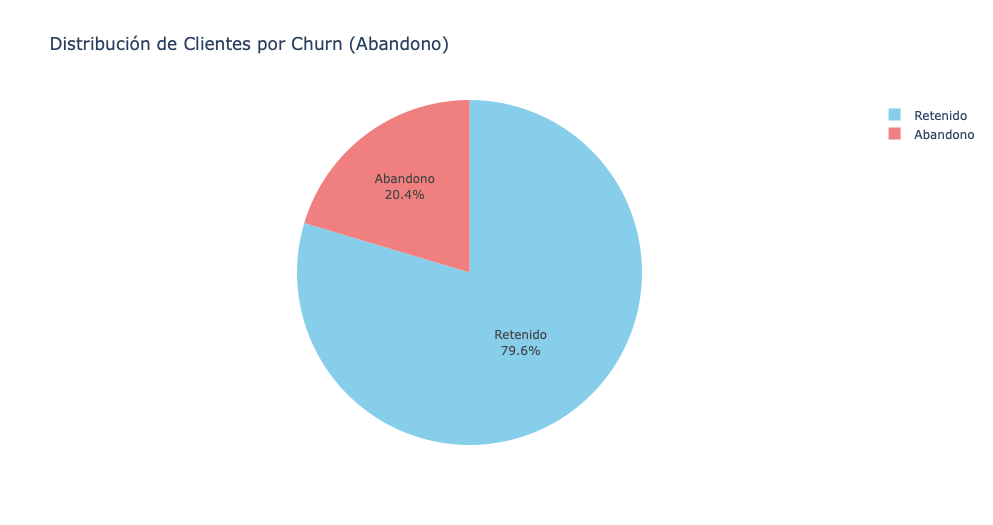 Distribución de Clientes por Churn (Abandono)
Retenido
Abandono
Abandono
20.4%
Retenido
79.6%